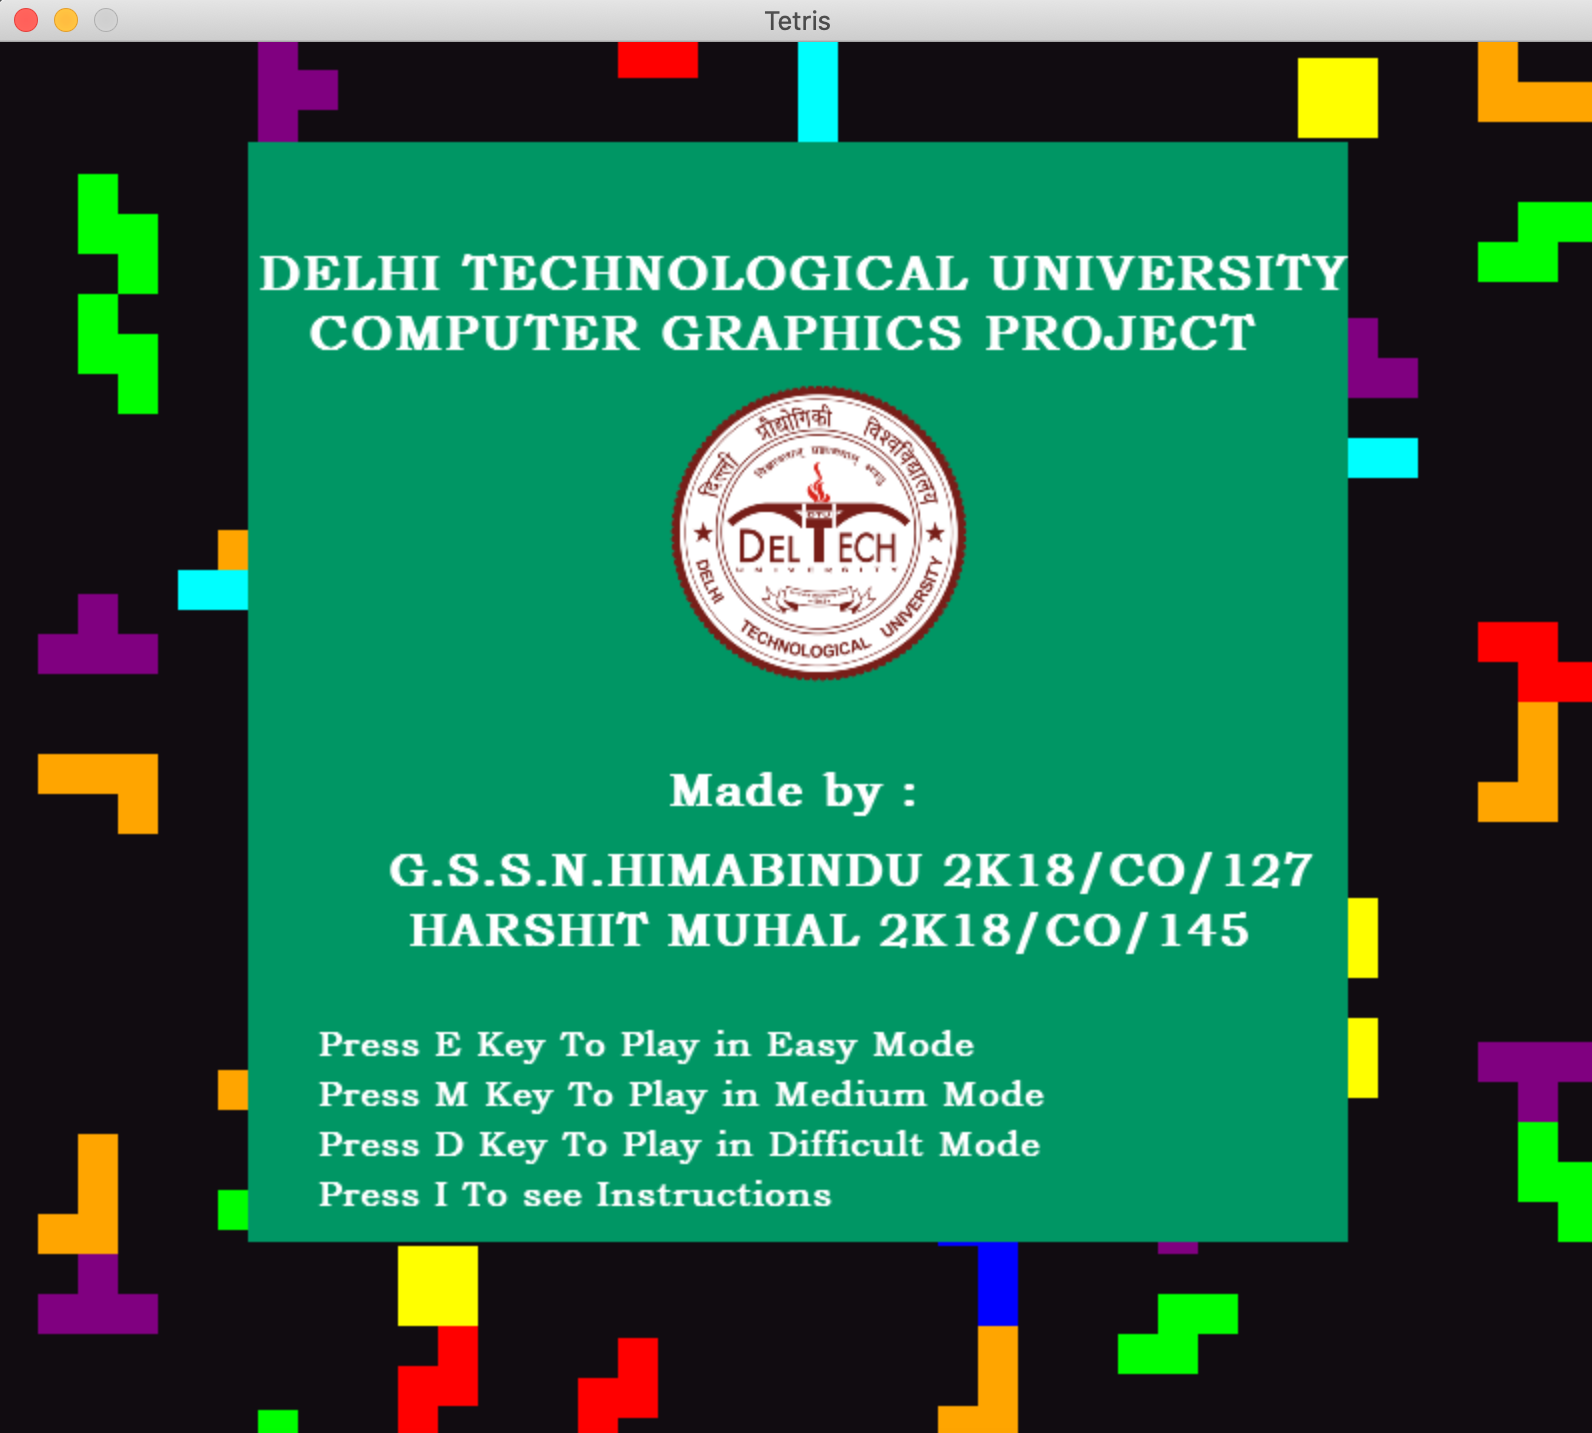 Tetris
DELHI TECHNOLOGICAL UNIVERSITY
COMPUTER GRAPHICS PROJECT
दिल्ली प्रौद्योगिकी विश्वविद्यालय
DELTECH
UNIVERSITY
DELHI TECHNOLOGICAL UNIVERSITY
Made by :
G.S.S.N.HIMABINDU 2K18/CO/127
HARSHIT MUHAL 2K18/CO/145
Press E Key To Play in Easy Mode
Press M Key To Play in Medium Mode
Press D Key To Play in Difficult Mode
Press I To see Instructions